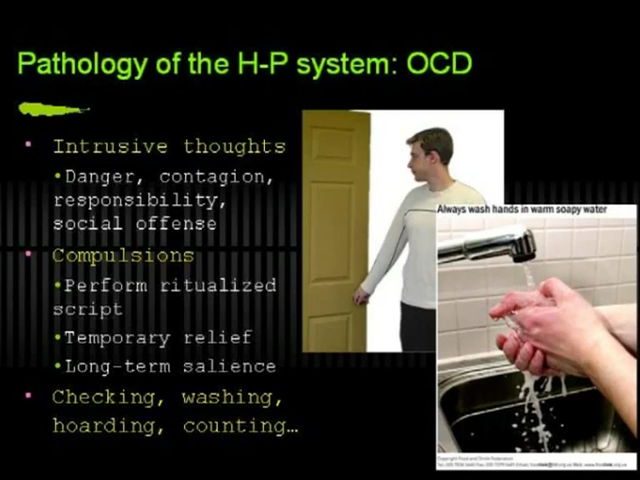 Pathology of the H-P system: OCD
Intrusive thoughts
•Danger, contagion,
responsibility,
social offense
Compulsions
•Perform ritualized
script
•Temporary relief
•Long-term salience
Checking, washing,
hoarding, counting…
Always wash hands in warm soapy water